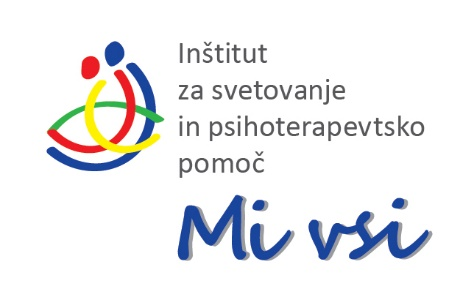 Inštitut
za svetovanje
in psihoterapevtsko
pomoč
Mi vsi